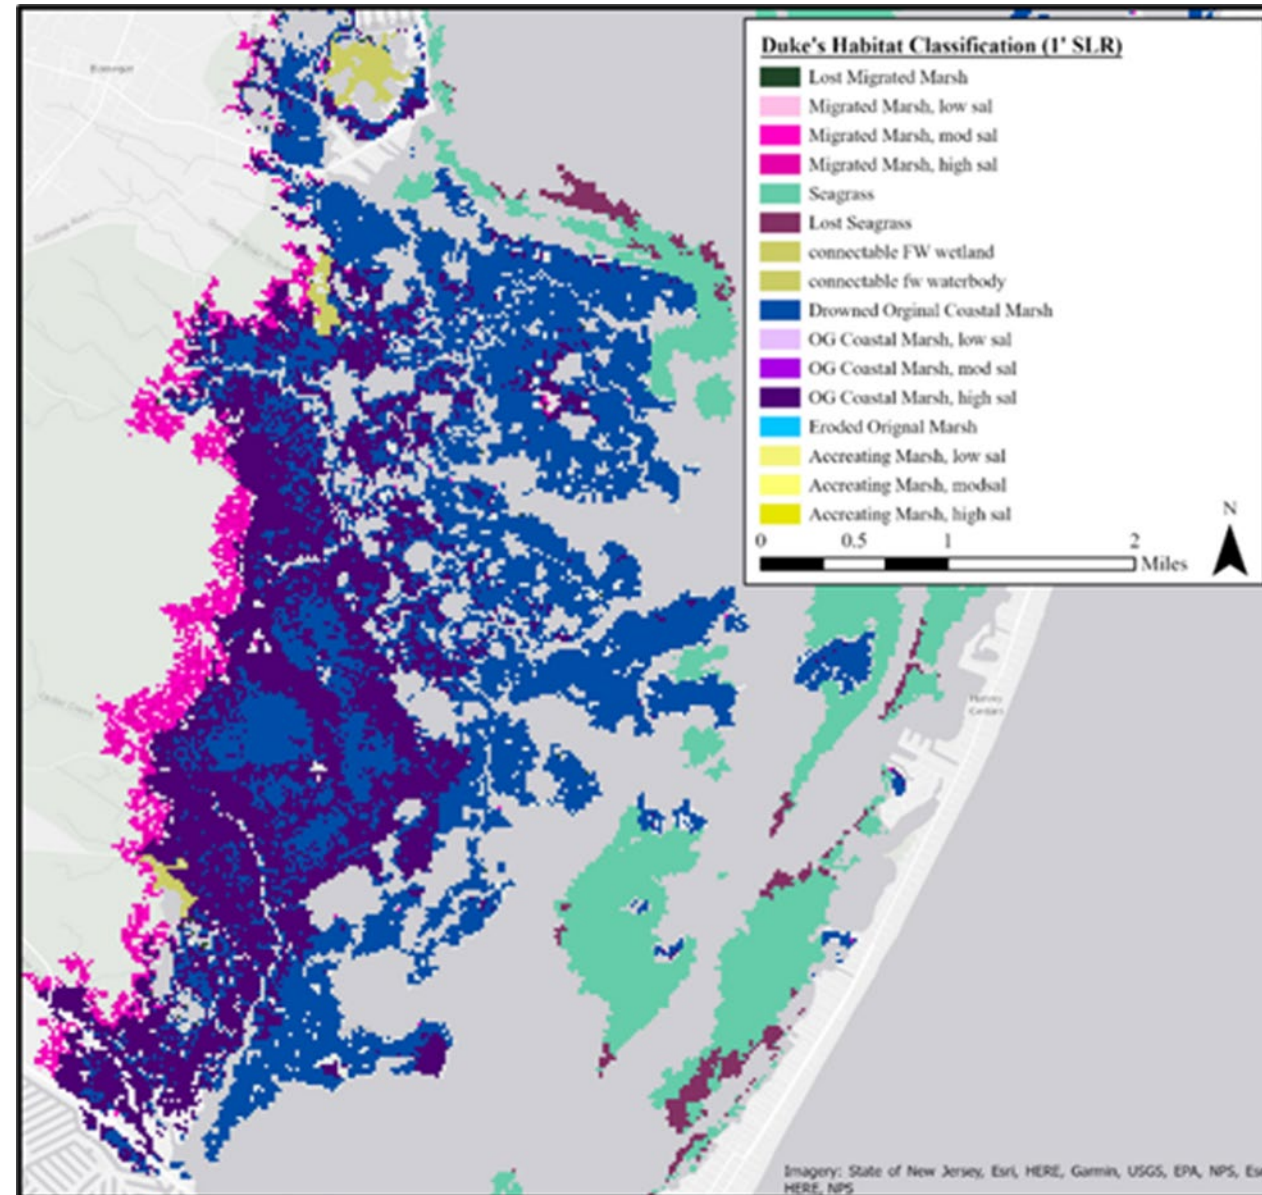 Duke's Habitat Classification (1' SLR)
Lost Migrated Marsh
Migrated Marsh, low sal
Migrated Marsh, mod sal
Migrated Marsh, high sal
Seagrass
Lost Seagrass
connectable FW wetland
connectable fw waterbody
Drowned Orginal Coastal Marsh
OG Coastal Marsh, low sal
OG Coastal Marsh, mod sal
OG Coastal Marsh, high sal
Eroded Orignal Marsh
Accreating Marsh, low sal
Accreating Marsh, modsal
Accreating Marsh, high sal
N
0 0.5 1 2
Miles
Harvey
Cedars
Imagery: State of New Jersey, Esri, HERE, Garmin, USGS, EPA, NPS, Es
HERE, NPS